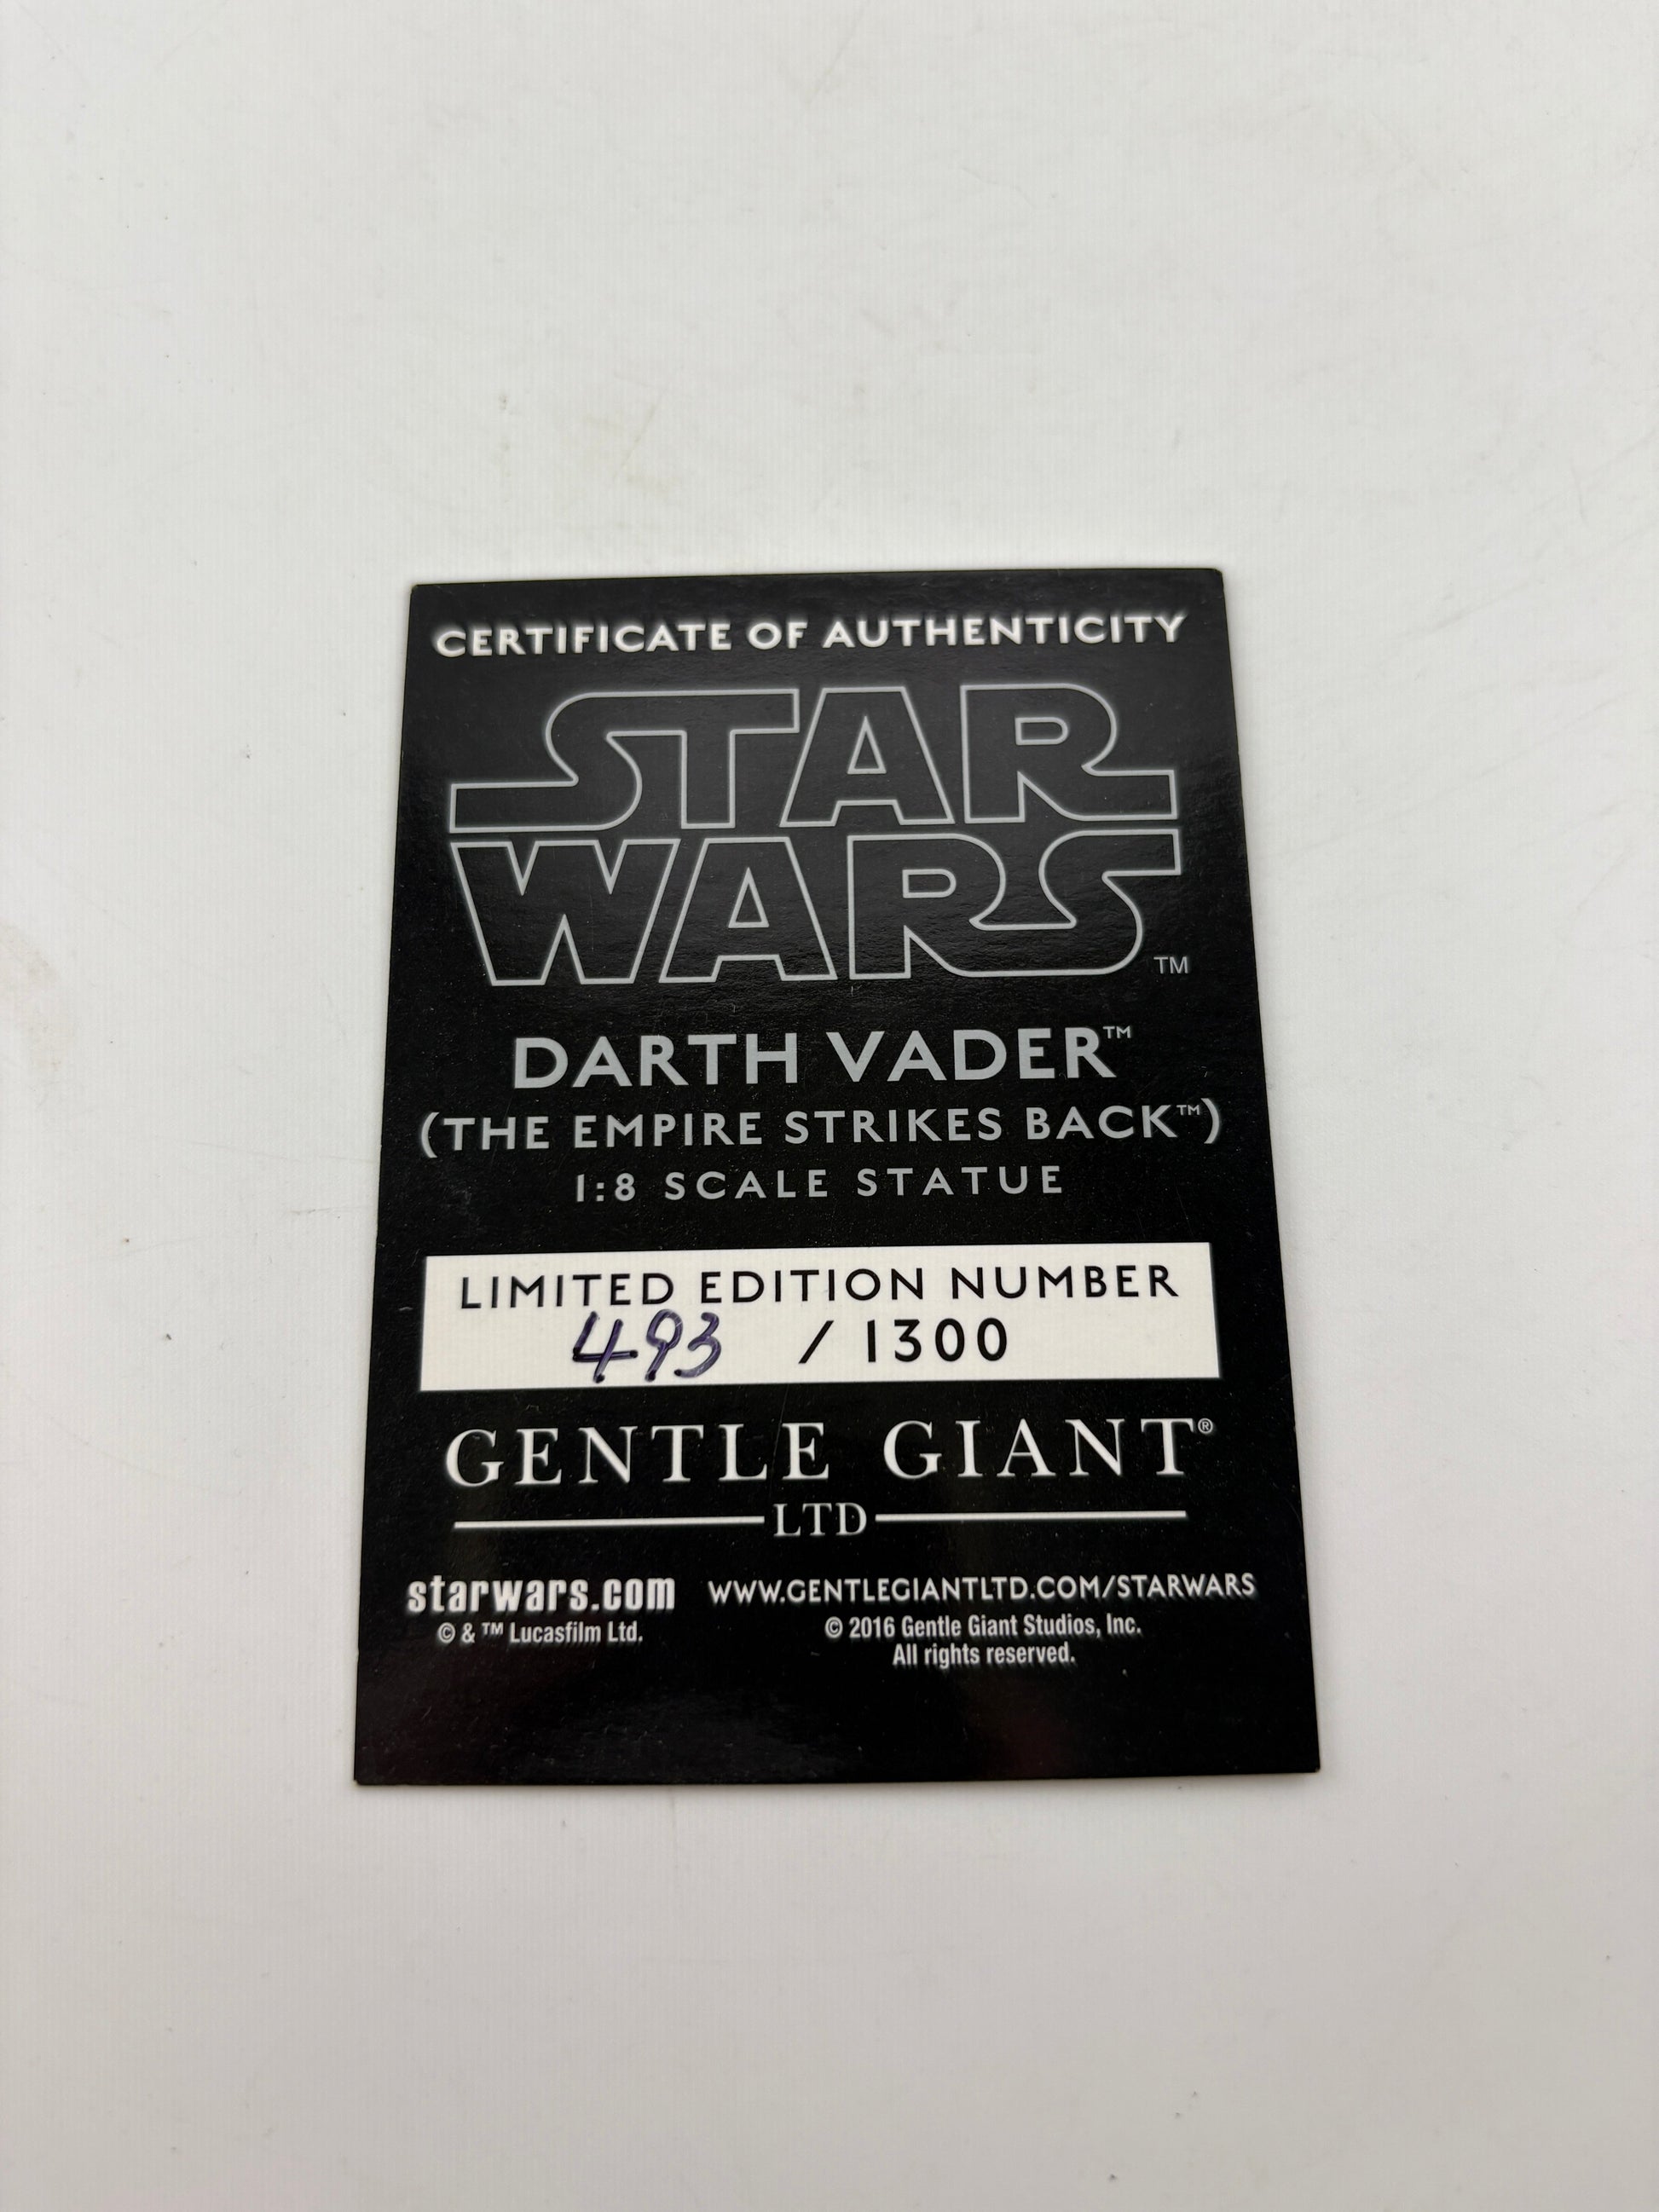 CERTIFICATE OF AUTHENTICITY
STAR
WARS™
DARTH VADER™
(THE EMPIRE STRIKES BACK™)
1:8 SCALE STATUE
LIMITED EDITION NUMBER
493 / 1300
GENTLE GIANT®
LTD
starwars.com WWW.GENTLEGIANTLTD.COM/STARWARS
© & ™ Lucasfilm Ltd. © 2016 Gentle Giant Studios, Inc.
All rights reserved.